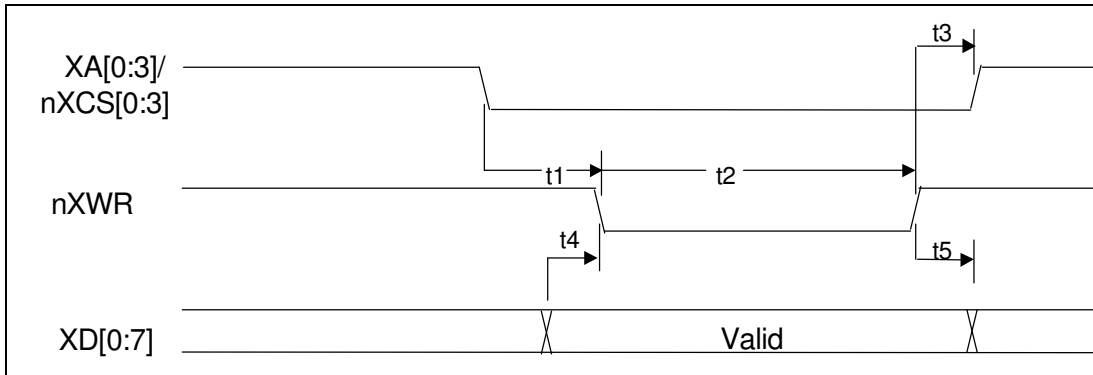 t3
XA[0:3]/
nXCS[0:3]
t1
t2
nXWR
t4
t5
XD[0:7]
Valid